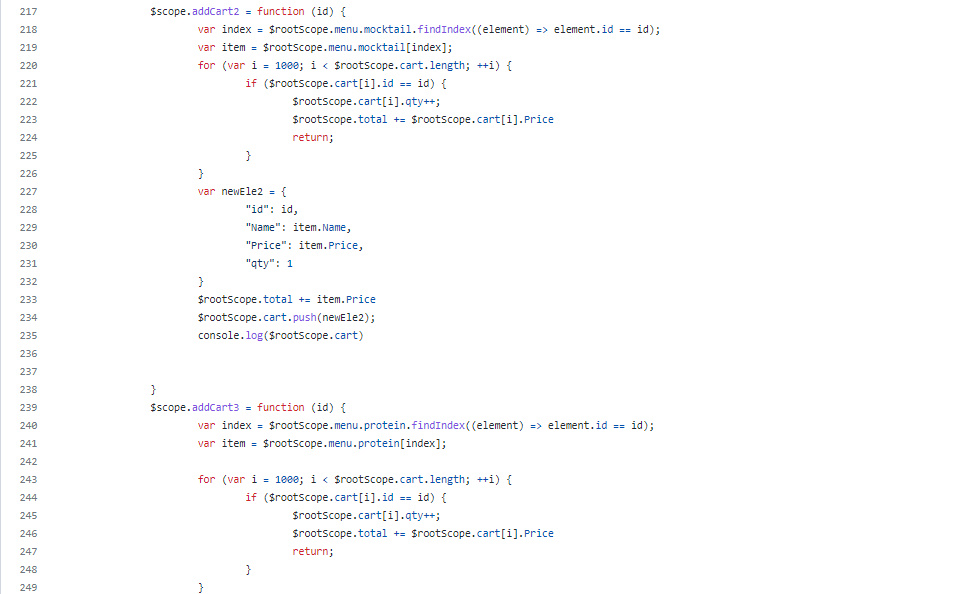 217 $scope.addCart2 = function (id) {
218 var index = $rootScope.menu.mocktail.findIndex((element) => element.id == id);
219 var item = $rootScope.menu.mocktail[index];
220 for (var i = 1000; i < $rootScope.cart.length; ++i) {
221 if ($rootScope.cart[i].id == id) {
222 $rootScope.cart[i].qty++;
223 $rootScope.total += $rootScope.cart[i].Price
224 return;
225 }
226 }
227 var newEle2 = {
228 "id": id,
229 "Name": item.Name,
230 "Price": item.Price,
231 "qty": 1
232 }
233 $rootScope.total += item.Price
234 $rootScope.cart.push(newEle2);
235 console.log($rootScope.cart)
236
237
238 }
239 $scope.addCart3 = function (id) {
240 var index = $rootScope.menu.protein.findIndex((element) => element.id == id);
241 var item = $rootScope.menu.protein[index];
242
243 for (var i = 1000; i < $rootScope.cart.length; ++i) {
244 if ($rootScope.cart[i].id == id) {
245 $rootScope.cart[i].qty++;
246 $rootScope.total += $rootScope.cart[i].Price
247 return;
248 }
249 }